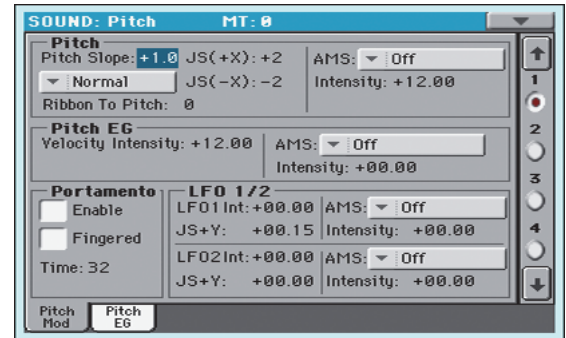 SOUND: Pitch MT: 0
Pitch
Pitch Slope: +1.0 JS(+X): +2 AMS: Off
Normal JS(-X): -2 Intensity: +12.00
Ribbon To Pitch: 0
Pitch EG
Velocity Intensity: +12.00 AMS: Off
Intensity: +00.00
Portamento LFO 1/2
Enable LFO1 Int: +00.00 AMS: Off
Fingered JS+Y: +00.15 Intensity: +00.00
Time: 32 LFO2 Int: +00.00 AMS: Off
JS+Y: +00.00 Intensity: +00.00
1
2
3
4
Pitch Mod
Pitch EG